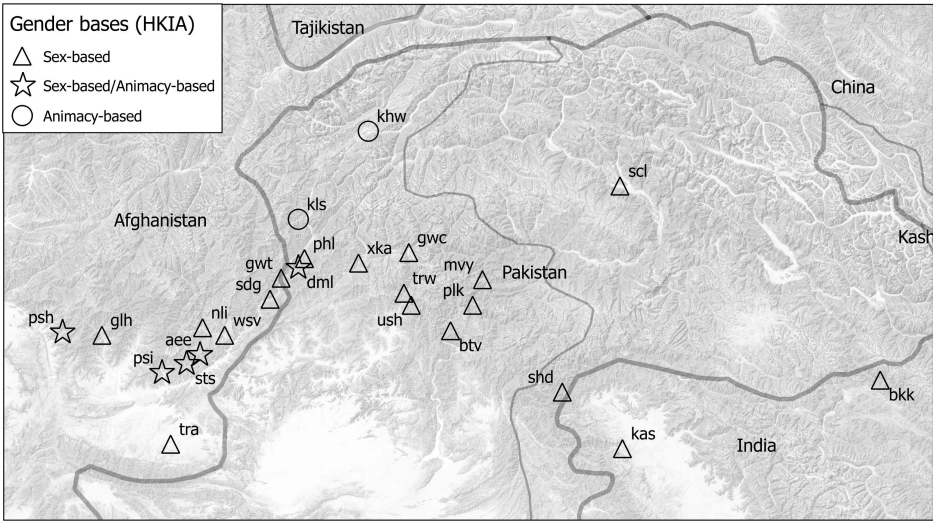 Gender bases (HKIA)
Sex-based
Sex-based/Animacy-based
Animacy-based
Tajikistan
China
khw
scl
Afghanistan
kls
Kash
phl
xka
gwc
gwt
dml
mvy
Pakistan
sdg
trw
plk
psh
glh
nli
wsv
ush
aee
btv
psi
sts
shd
bkk
tra
kas
India